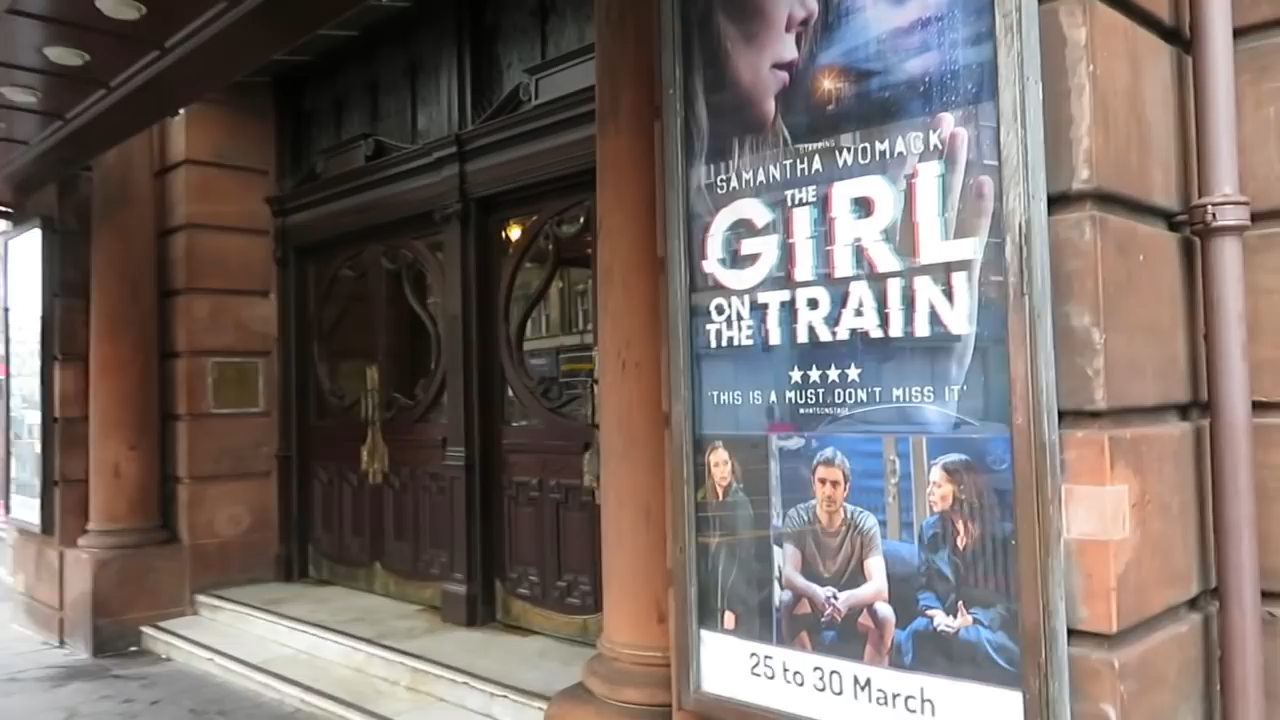 STARRING
SAMANTHA WOMACK
THE
GIRL
ON
THE TRAIN
★★★★
'THIS IS A MUST DON'T MISS IT'
WHATSONSTAGE
25 to 30 March